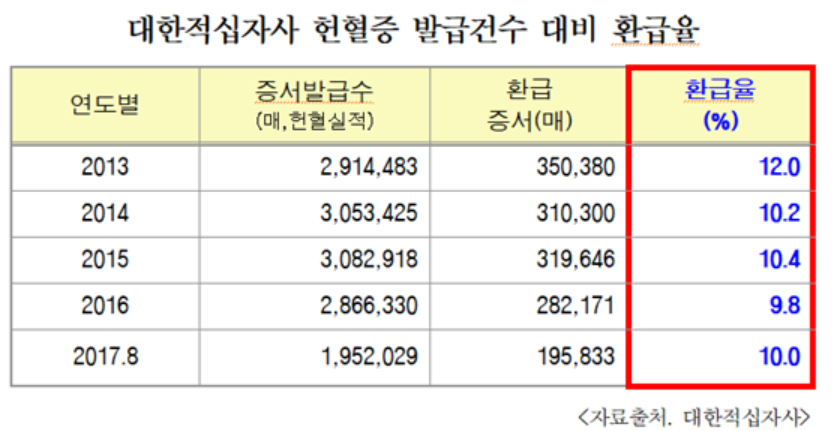 대한적십자사 헌혈증 발급건수 대비 환급율
연도별 증서발급수 (매,헌혈실적) 환급 증서(매) 환급율 (%)
2013 2,914,483 350,380 12.0
2014 3,053,425 310,300 10.2
2015 3,082,918 319,646 10.4
2016 2,866,330 282,171 9.8
2017.8 1,952,029 195,833 10.0
<자료출처. 대한적십자사>